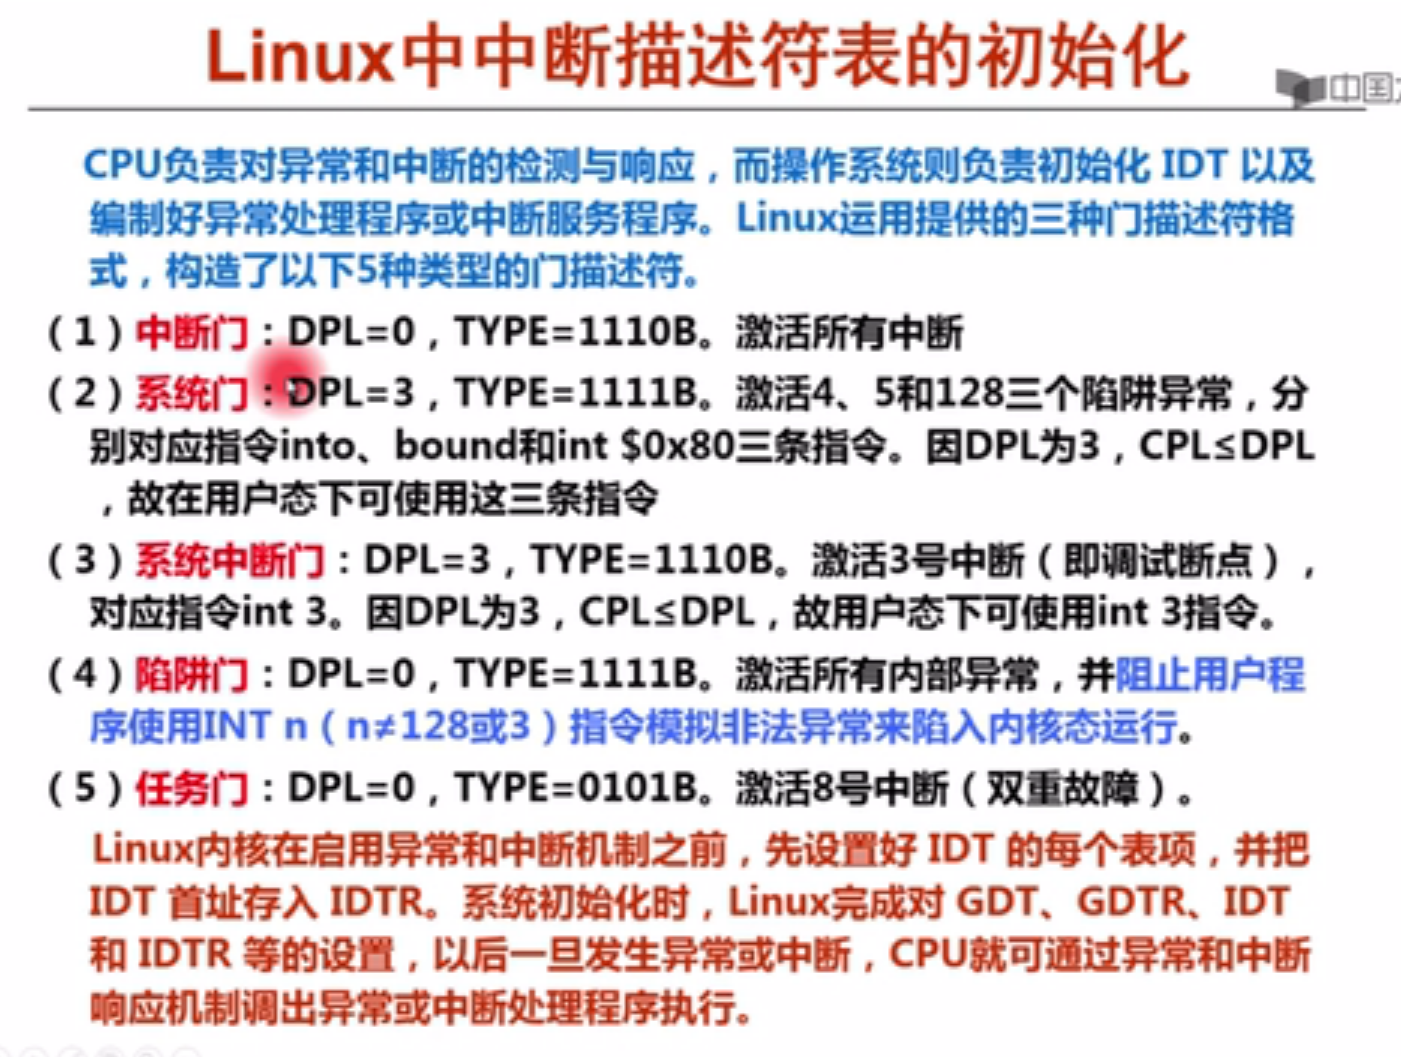 Linux中中断描述符表的初始化
中国
CPU负责对异常和中断的检测与响应，而操作系统则负责初始化 IDT 以及
编制好异常处理程序或中断服务程序。Linux运用提供的三种门描述符格
式，构造了以下5种类型的门描述符。
（1）中断门：DPL=0，TYPE=1110B。激活所有中断
（2）系统门：DPL=3，TYPE=1111B。激活4、5和128三个陷阱异常，分
别对应指令into、bound和int $0x80三条指令。因DPL为3，CPL≤DPL
，故在用户态下可使用这三条指令
（3）系统中断门：DPL=3，TYPE=1110B。激活3号中断（即调试断点），
对应指令int 3。因DPL为3，CPL≤DPL，故用户态下可使用int 3指令。
（4）陷阱门：DPL=0，TYPE=1111B。激活所有内部异常，并阻止用户程
序使用INT n（n≠128或3）指令模拟非法异常来陷入内核态运行。
（5）任务门：DPL=0，TYPE=0101B。激活8号中断（双重故障）。
Linux内核在启用异常和中断机制之前，先设置好 IDT 的每个表项，并把
IDT 首址存入 IDTR。系统初始化时，Linux完成对 GDT、GDTR、IDT
和 IDTR 等的设置，以后一旦发生异常或中断，CPU就可通过异常和中断
响应机制调出异常或中断处理程序执行。